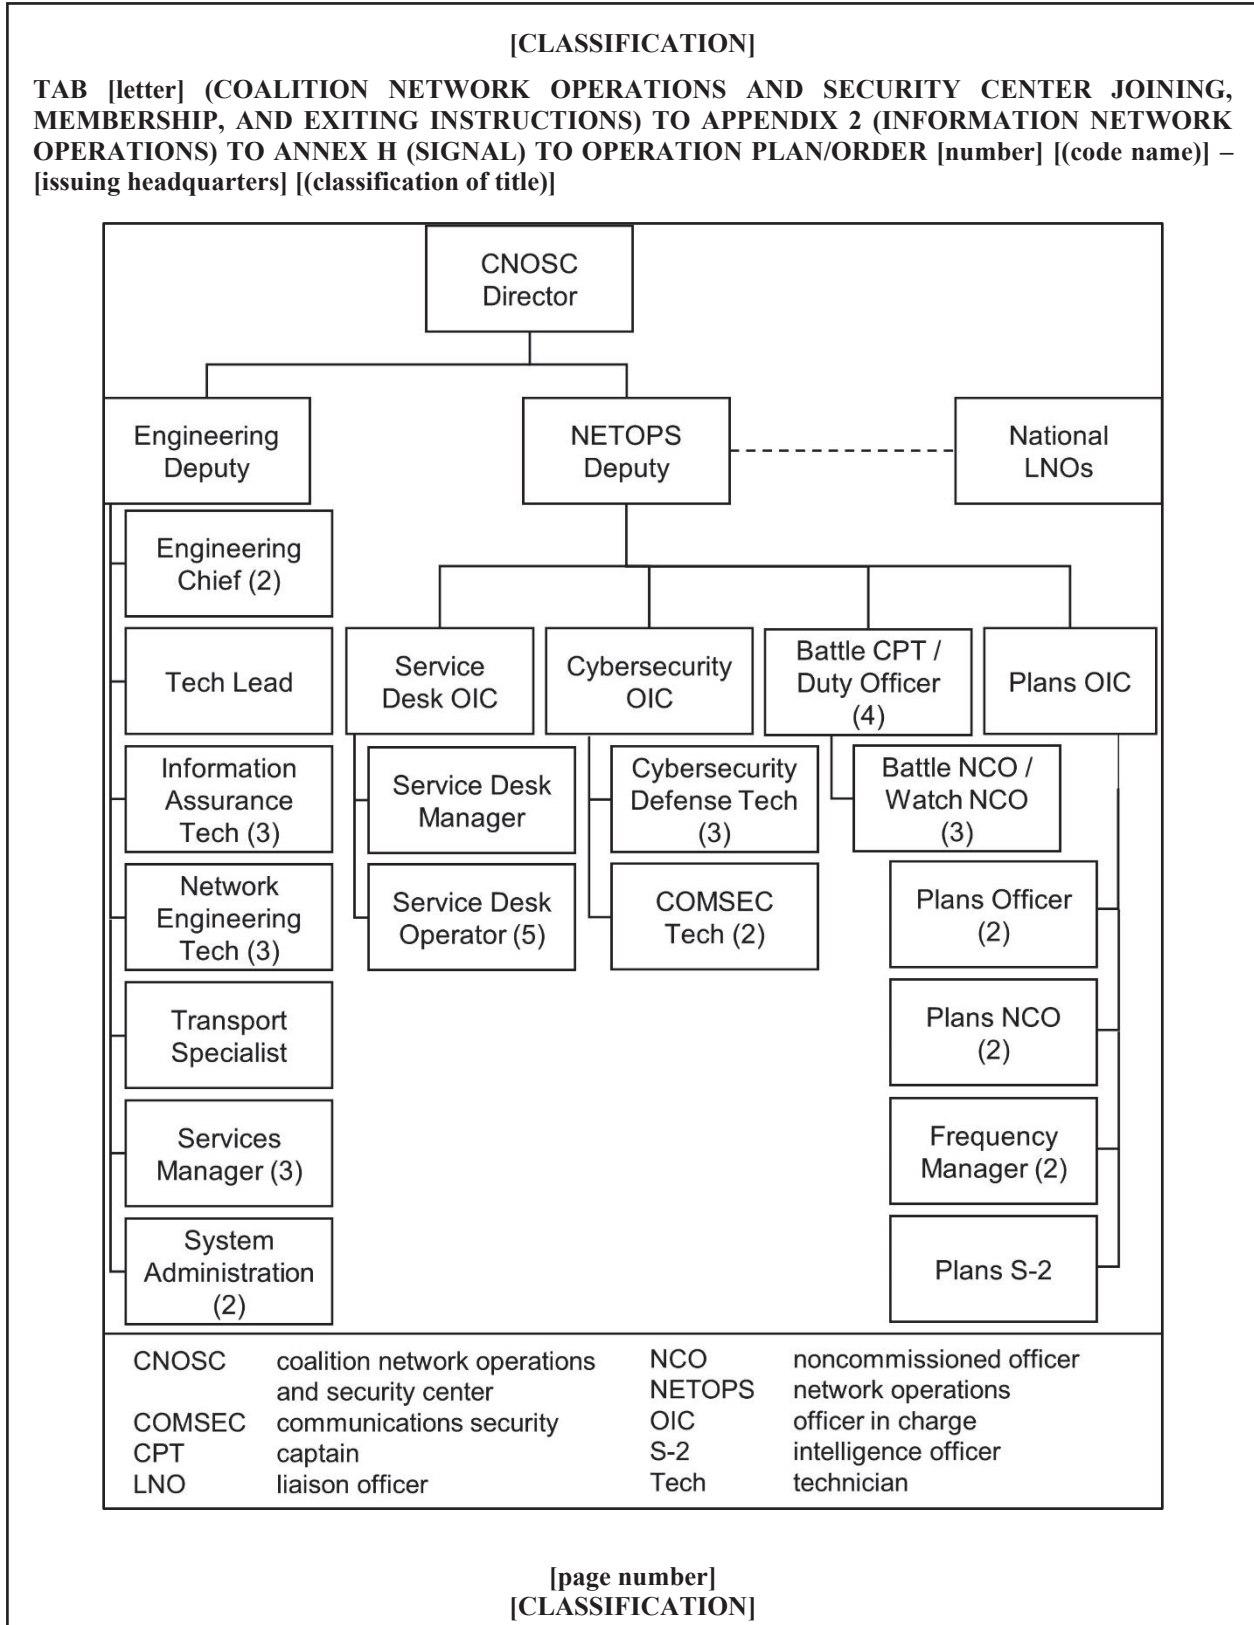 [CLASSIFICATION]
TAB [letter] (COALITION NETWORK OPERATIONS AND SECURITY CENTER JOINING,
MEMBERSHIP, AND EXITING INSTRUCTIONS) TO APPENDIX 2 (INFORMATION NETWORK
OPERATIONS) TO ANNEX H (SIGNAL) TO OPERATION PLAN/ORDER [number] [(code name)] –
[issuing headquarters] [(classification of title)]
CNOSC
Director
Engineering
Deputy
NETOPS
Deputy
National
LNOs
Engineering
Chief (2)
Tech Lead
Information
Assurance
Tech (3)
Network
Engineering
Tech (3)
Transport
Specialist
Services
Manager (3)
System
Administration
(2)
Service
Desk OIC
Service Desk
Manager
Service Desk
Operator (5)
Cybersecurity
OIC
Cybersecurity
Defense Tech
(3)
COMSEC
Tech (2)
Battle CPT /
Duty Officer
(4)
Battle NCO /
Watch NCO
(3)
Plans OIC
Plans Officer
(2)
Plans NCO
(2)
Frequency
Manager (2)
Plans S-2
CNOSC coalition network operations
and security center
COMSEC communications security
CPT captain
LNO liaison officer
NCO noncommissioned officer
NETOPS network operations
OIC officer in charge
S-2 intelligence officer
Tech technician
[page number]
[CLASSIFICATION]